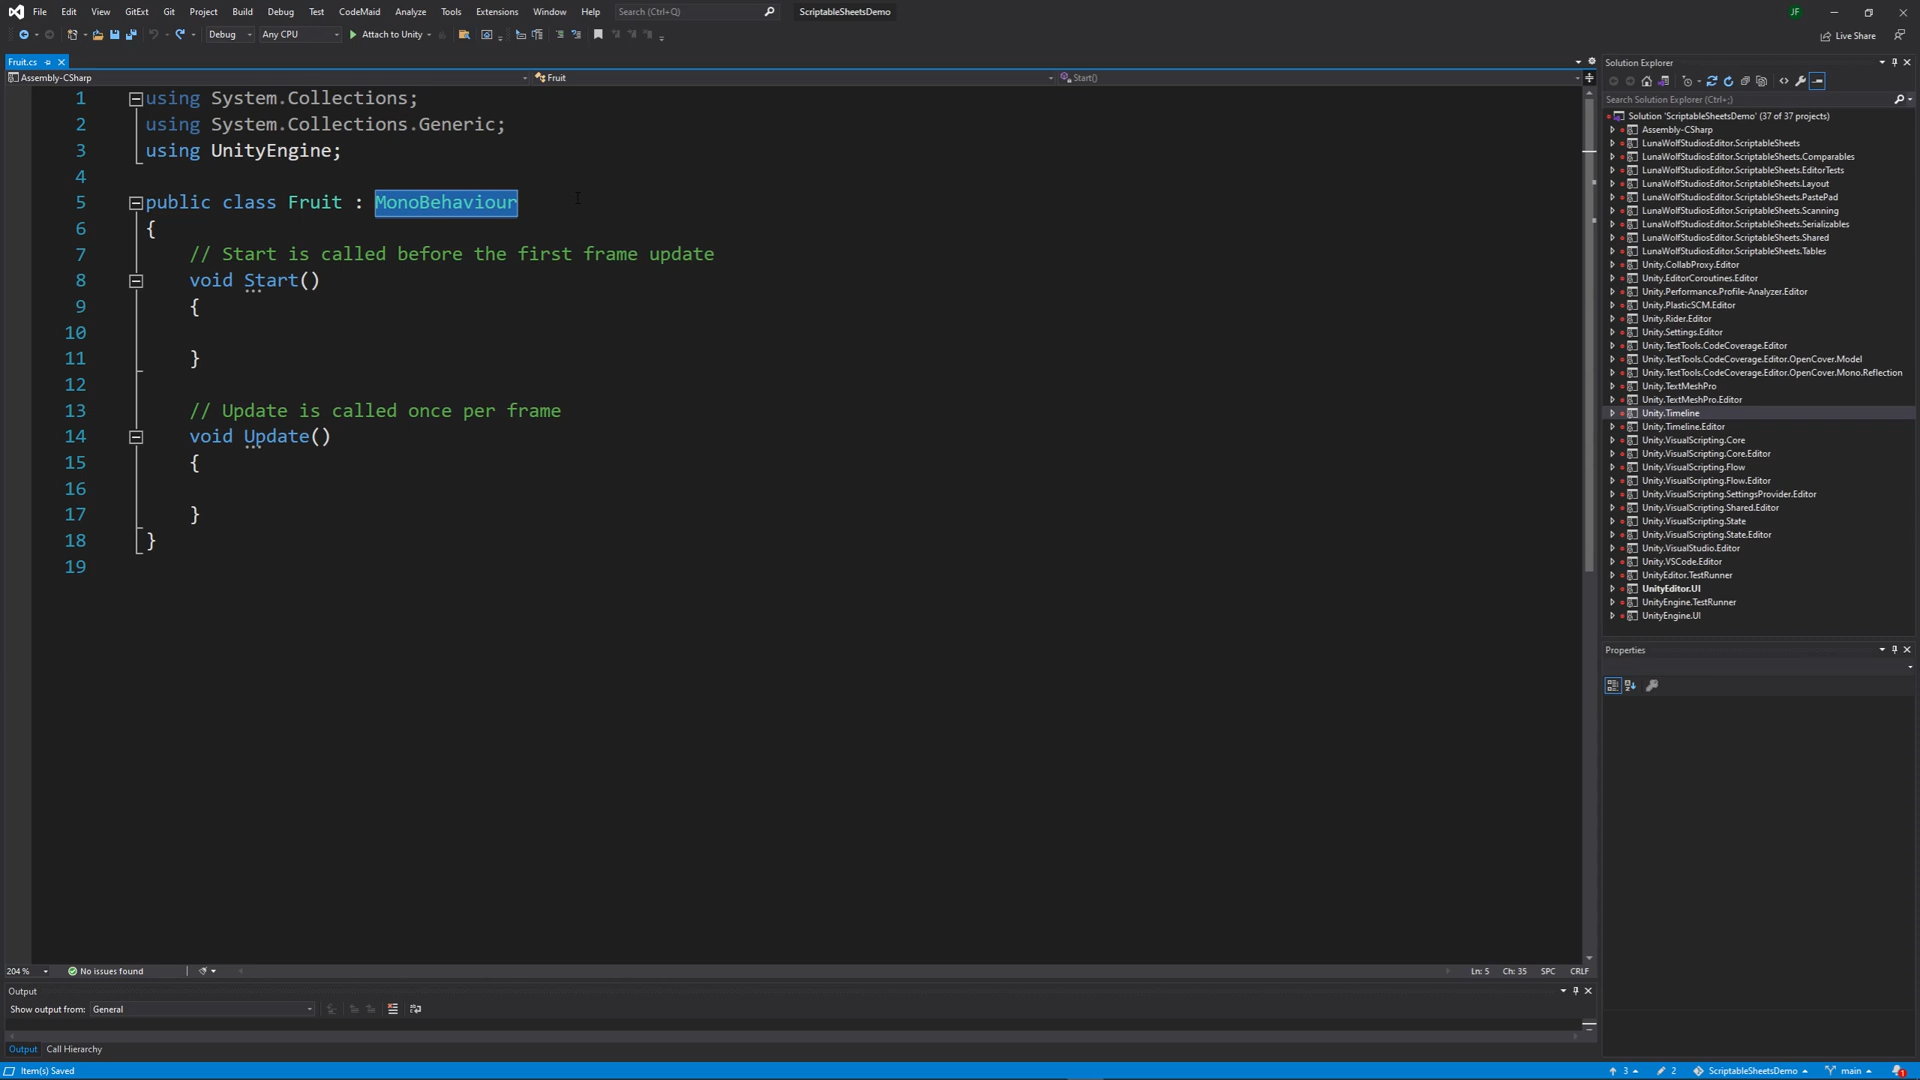 File Edit View GitExt Git Project Build Debug Test CodeMaid Analyze Tools Extensions Window Help Search (Ctrl+Q) ScriptableSheetsDemo JF
Debug Any CPU Attach to Unity Live Share
Fruit.cs
Assembly-CSharp Fruit Start()
1 using System.Collections;
2 using System.Collections.Generic;
3 using UnityEngine;
4
5 public class Fruit : MonoBehaviour
6 {
7 // Start is called before the first frame update
8 void Start()
9 {
10
11 }
12
13 // Update is called once per frame
14 void Update()
15 {
16
17 }
18 }
19
204 % No issues found Ln: 5 Ch: 35 SPC CRLF
Output
Show output from: General
Output Call Hierarchy
Item(s) Saved 3 2 ScriptableSheetsDemo main 1
Solution Explorer
Search Solution Explorer (Ctrl+;)
Solution 'ScriptableSheetsDemo' (37 of 37 projects)
Assembly-CSharp
LunaWolfStudiosEditor.ScriptableSheets
LunaWolfStudiosEditor.ScriptableSheets.Comparables
LunaWolfStudiosEditor.ScriptableSheets.EditorTests
LunaWolfStudiosEditor.ScriptableSheets.Layout
LunaWolfStudiosEditor.ScriptableSheets.PastePad
LunaWolfStudiosEditor.ScriptableSheets.Scanning
LunaWolfStudiosEditor.ScriptableSheets.Serializables
LunaWolfStudiosEditor.ScriptableSheets.Shared
LunaWolfStudiosEditor.ScriptableSheets.Tables
Unity.CollabProxy.Editor
Unity.EditorCoroutines.Editor
Unity.Performance.Profile-Analyzer.Editor
Unity.PlasticSCM.Editor
Unity.Rider.Editor
Unity.Settings.Editor
Unity.TestTools.CodeCoverage.Editor
Unity.TestTools.CodeCoverage.Editor.OpenCover.Model
Unity.TestTools.CodeCoverage.Editor.OpenCover.Mono.Reflection
Unity.TextMeshPro
Unity.TextMeshPro.Editor
Unity.Timeline
Unity.Timeline.Editor
Unity.VisualScripting.Core
Unity.VisualScripting.Core.Editor
Unity.VisualScripting.Flow
Unity.VisualScripting.Flow.Editor
Unity.VisualScripting.SettingsProvider.Editor
Unity.VisualScripting.Shared.Editor
Unity.VisualScripting.State
Unity.VisualScripting.State.Editor
Unity.VisualStudio.Editor
Unity.VSCode.Editor
UnityEditor.TestRunner
UnityEditor.UI
UnityEngine.TestRunner
UnityEngine.UI
Properties